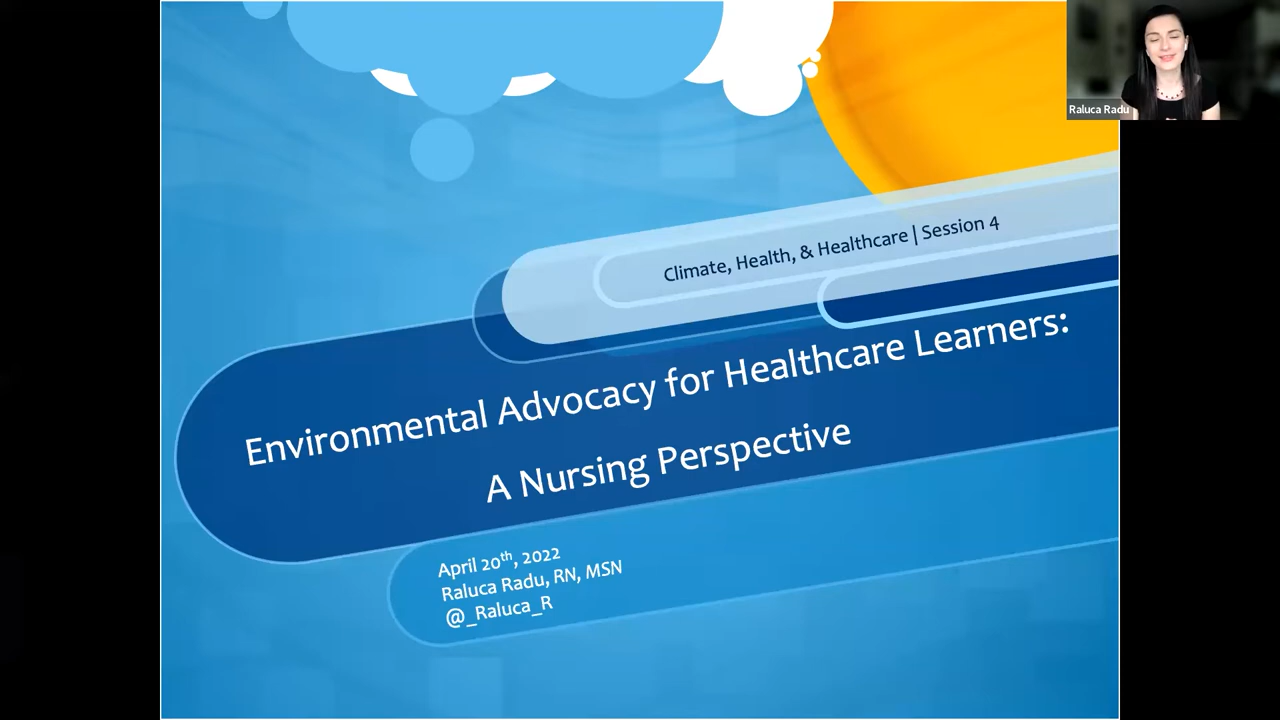 Raluca Radu
Climate, Health, & Healthcare | Session 4
Environmental Advocacy for Healthcare Learners:
A Nursing Perspective
April 20th, 2022
Raluca Radu, RN, MSN
@_Raluca_R